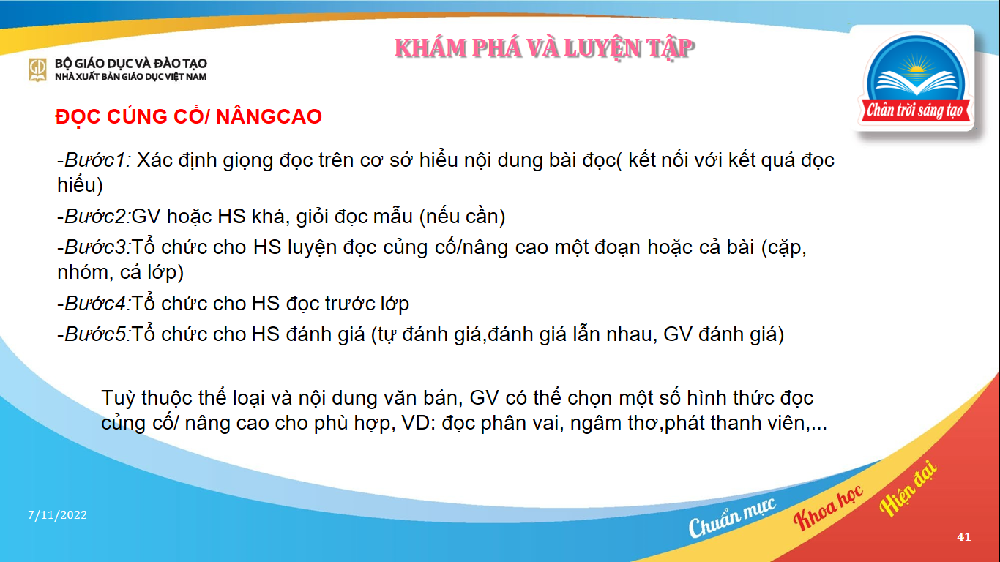 KHÁM PHÁ VÀ LUYỆN TẬP
BỘ GIÁO DỤC VÀ ĐÀO TẠO
NHÀ XUẤT BẢN GIÁO DỤC VIỆT NAM
GD
Chân trời sáng tạo
ĐỌC CỦNG CỐ/ NÂNGCAO
-Bước1: Xác định giọng đọc trên cơ sở hiểu nội dung bài đọc( kết nối với kết quả đọc
hiểu)
-Bước2:GV hoặc HS khá, giỏi đọc mẫu (nếu cần)
-Bước3:Tổ chức cho HS luyện đọc củng cố/nâng cao một đoạn hoặc cả bài (cặp,
nhóm, cả lớp)
-Bước4:Tổ chức cho HS đọc trước lớp
-Bước5:Tổ chức cho HS đánh giá (tự đánh giá,đánh giá lẫn nhau, GV đánh giá)
Tuỳ thuộc thể loại và nội dung văn bản, GV có thể chọn một số hình thức đọc
củng cố/ nâng cao cho phù hợp, VD: đọc phân vai, ngâm thơ,phát thanh viên,...
7/11/2022
Chuẩn mực
Khoa học
Hiện đại
41